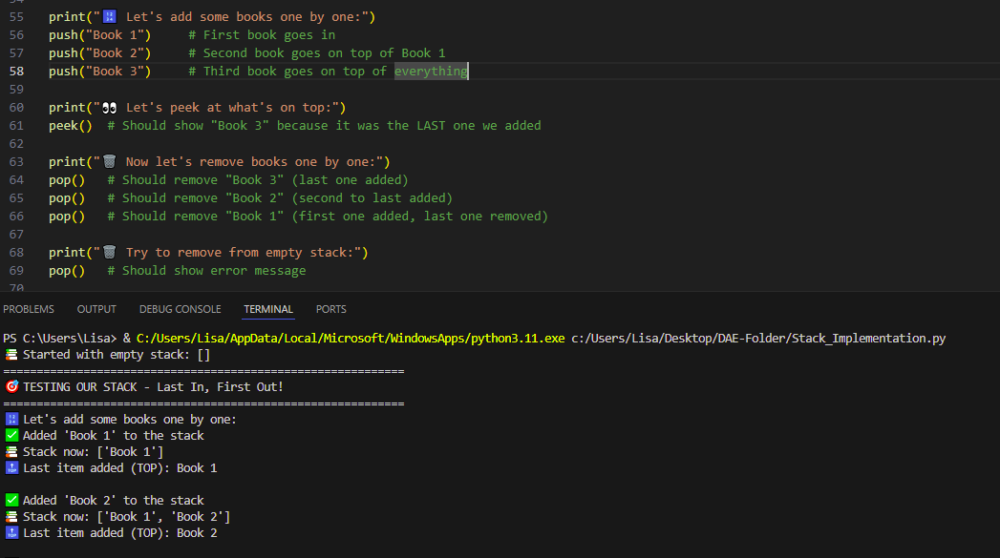 54
55 print("🔢 Let's add some books one by one:")
56 push("Book 1")     # First book goes in
57 push("Book 2")     # Second book goes on top of Book 1
58 push("Book 3")     # Third book goes on top of everything
59
60 print("👀 Let's peek at what's on top:")
61 peek()  # Should show "Book 3" because it was the LAST one we added
62
63 print("🗑️ Now let's remove books one by one:")
64 pop()   # Should remove "Book 3" (last one added)
65 pop()   # Should remove "Book 2" (second to last added)
66 pop()   # Should remove "Book 1" (first one added, last one removed)
67
68 print("🗑️ Try to remove from empty stack:")
69 pop()   # Should show error message
70
PROBLEMS OUTPUT DEBUG CONSOLE TERMINAL PORTS
PS C:\Users\Lisa> & C:/Users/Lisa/AppData/Local/Microsoft/WindowsApps/python3.11.exe c:/Users/Lisa/Desktop/DAE-Folder/Stack_Implementation.py
📚 Started with empty stack: []
============================================================
🎯 TESTING OUR STACK - Last In, First Out!
============================================================
🔢 Let's add some books one by one:
✅ Added 'Book 1' to the stack
📚 Stack now: ['Book 1']
🔝 Last item added (TOP): Book 1
✅ Added 'Book 2' to the stack
📚 Stack now: ['Book 1', 'Book 2']
🔝 Last item added (TOP): Book 2